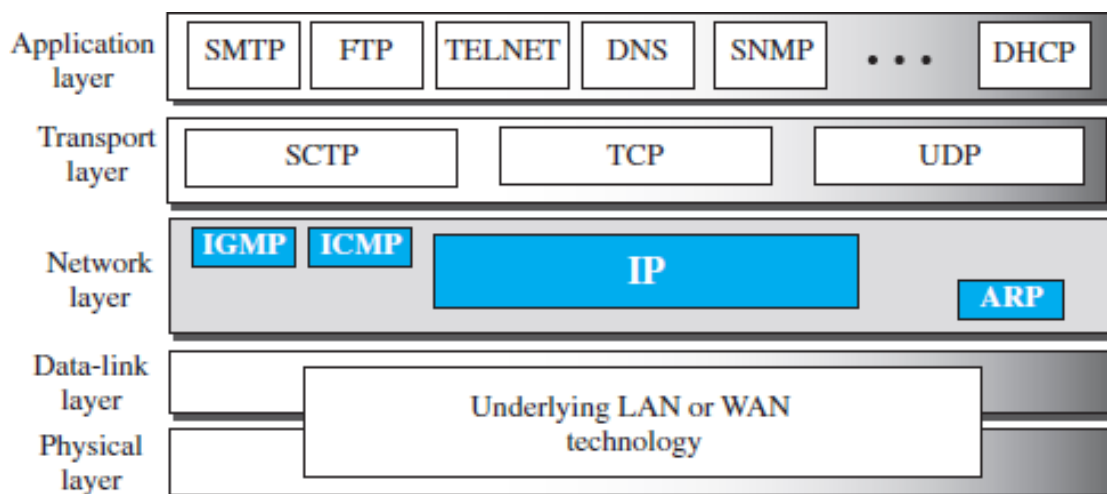 Application
layer
SMTP
FTP
TELNET
DNS
SNMP
• • •
DHCP
Transport
layer
SCTP
TCP
UDP
Network
layer
IGMP
ICMP
IP
ARP
Data-link
layer
Physical
layer
Underlying LAN or WAN
technology